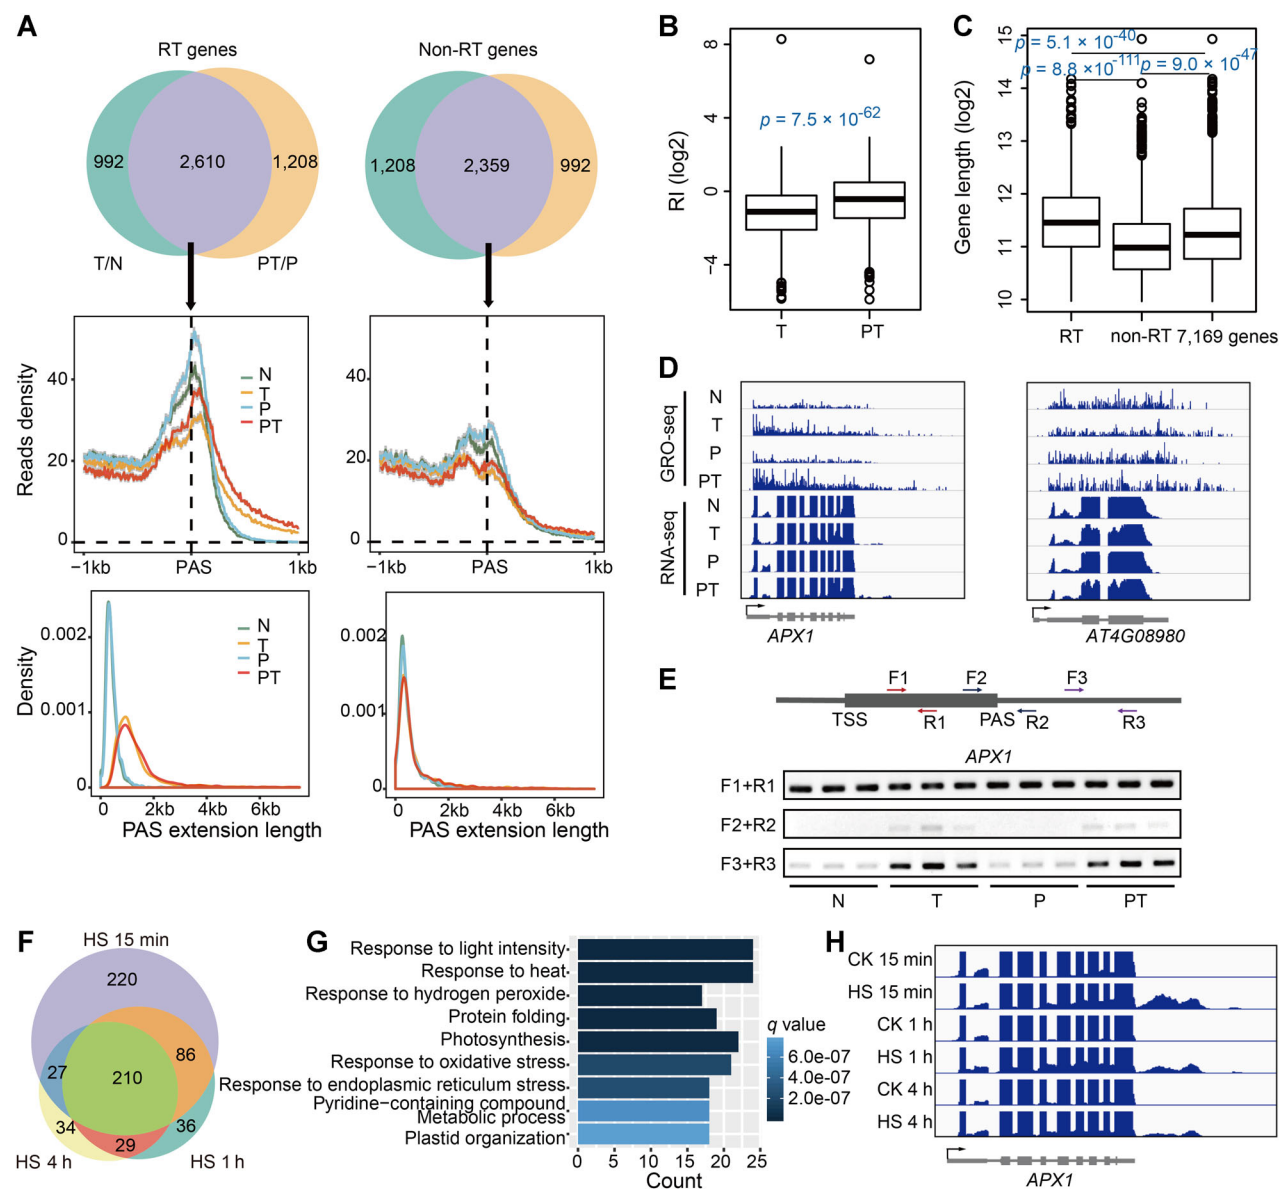 A
RT genes
Non-RT genes
992
2,610
1,208
1,208
2,359
992
T/N
PT/P
Reads density
40
20
0
N
T
P
PT
−1kb
PAS
1kb
40
20
0
−1kb
PAS
1kb
Density
0.002
0.001
0
N
T
P
PT
0
2kb
4kb
6kb
PAS extension length
0.002
0.001
0
0
2kb
4kb
6kb
PAS extension length
B
RI (log2)
8
4
0
−4
p = 7.5 × 10-62
T
PT
C
Gene length (log2)
15
14
13
12
11
10
p = 5.1 × 10-40
p = 8.8 ×10-111
p = 9.0 × 10-47
RT
non-RT
7,169 genes
D
GRO-seq
N
T
P
PT
RNA-seq
N
T
P
PT
APX1
AT4G08980
E
F1
F2
F3
TSS
R1
PAS
R2
R3
APX1
F1+R1
F2+R2
F3+R3
N
T
P
PT
F
HS 15 min
220
27
210
86
34
29
36
HS 4 h
HS 1 h
G
Response to light intensity
Response to heat
Response to hydrogen peroxide
Protein folding
Photosynthesis
Response to oxidative stress
Response to endoplasmic reticulum stress
Pyridine−containing compound
Metabolic process
Plastid organization
0
5
10
15
20
25
Count
q value
6.0e-07
4.0e-07
2.0e-07
H
CK 15 min
HS 15 min
CK 1 h
HS 1 h
CK 4 h
HS 4 h
APX1